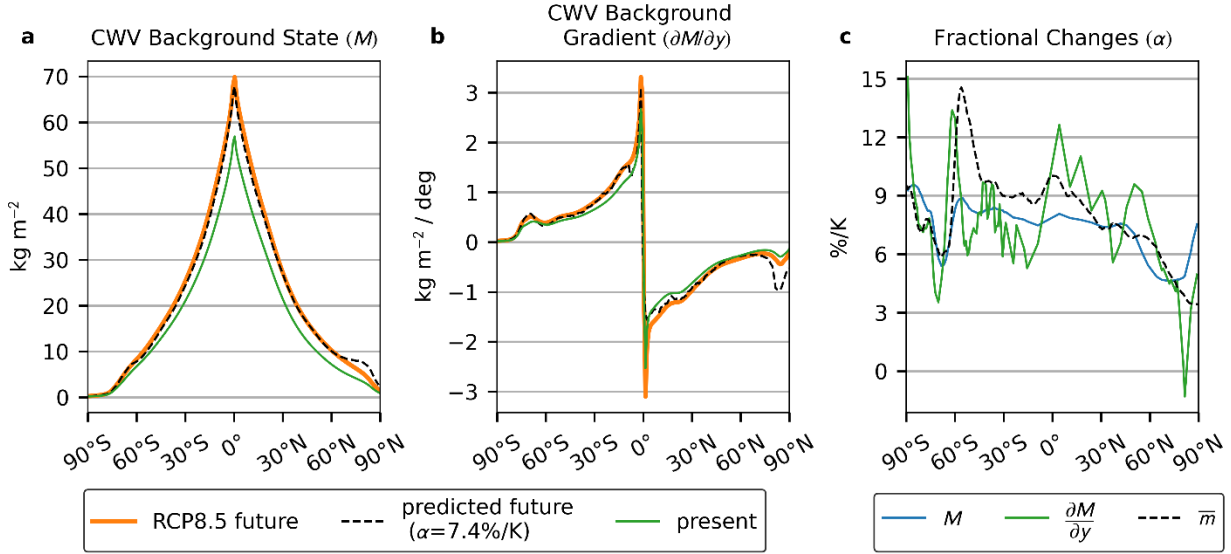 a CWV Background State (M)
kg m⁻²
70
60
50
40
30
20
10
0
90°S 60°S 30°S 0° 30°N 60°N 90°N
b CWV Background
Gradient (∂M/∂y)
kg m⁻² / deg
3
2
1
0
−1
−2
−3
90°S 60°S 30°S 0° 30°N 60°N 90°N
c Fractional Changes (α)
%/K
15
12
9
6
3
0
90°S 60°S 30°S 0° 30°N 60°N 90°N
RCP8.5 future
predicted future
(α=7.4%/K)
present
M
∂M
∂y
m̅